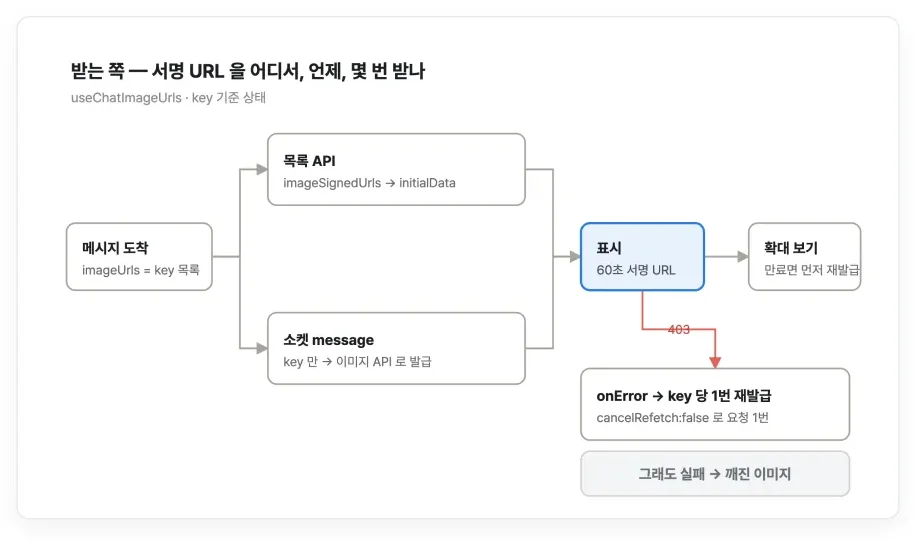 받는 쪽 — 서명 URL 을 어디서, 언제, 몇 번 받나
useChatImageUrls · key 기준 상태
목록 API
imageSignedUrls → initialData
메시지 도착
imageUrls = key 목록
표시
60초 서명 URL
확대 보기
만료면 먼저 재발급
소켓 message
key 만 → 이미지 API 로 발급
403
onError → key 당 1번 재발급
cancelRefetch:false 로 요청 1번
그래도 실패 → 깨진 이미지